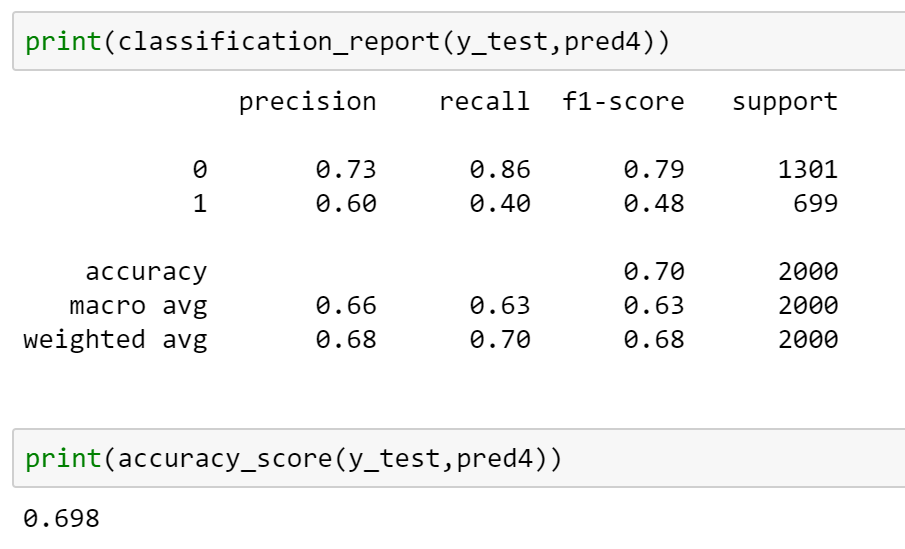 print(classification_report(y_test,pred4))
precision recall f1-score support
0 0.73 0.86 0.79 1301
1 0.60 0.40 0.48 699
accuracy 0.70 2000
macro avg 0.66 0.63 0.63 2000
weighted avg 0.68 0.70 0.68 2000
print(accuracy_score(y_test,pred4))
0.698